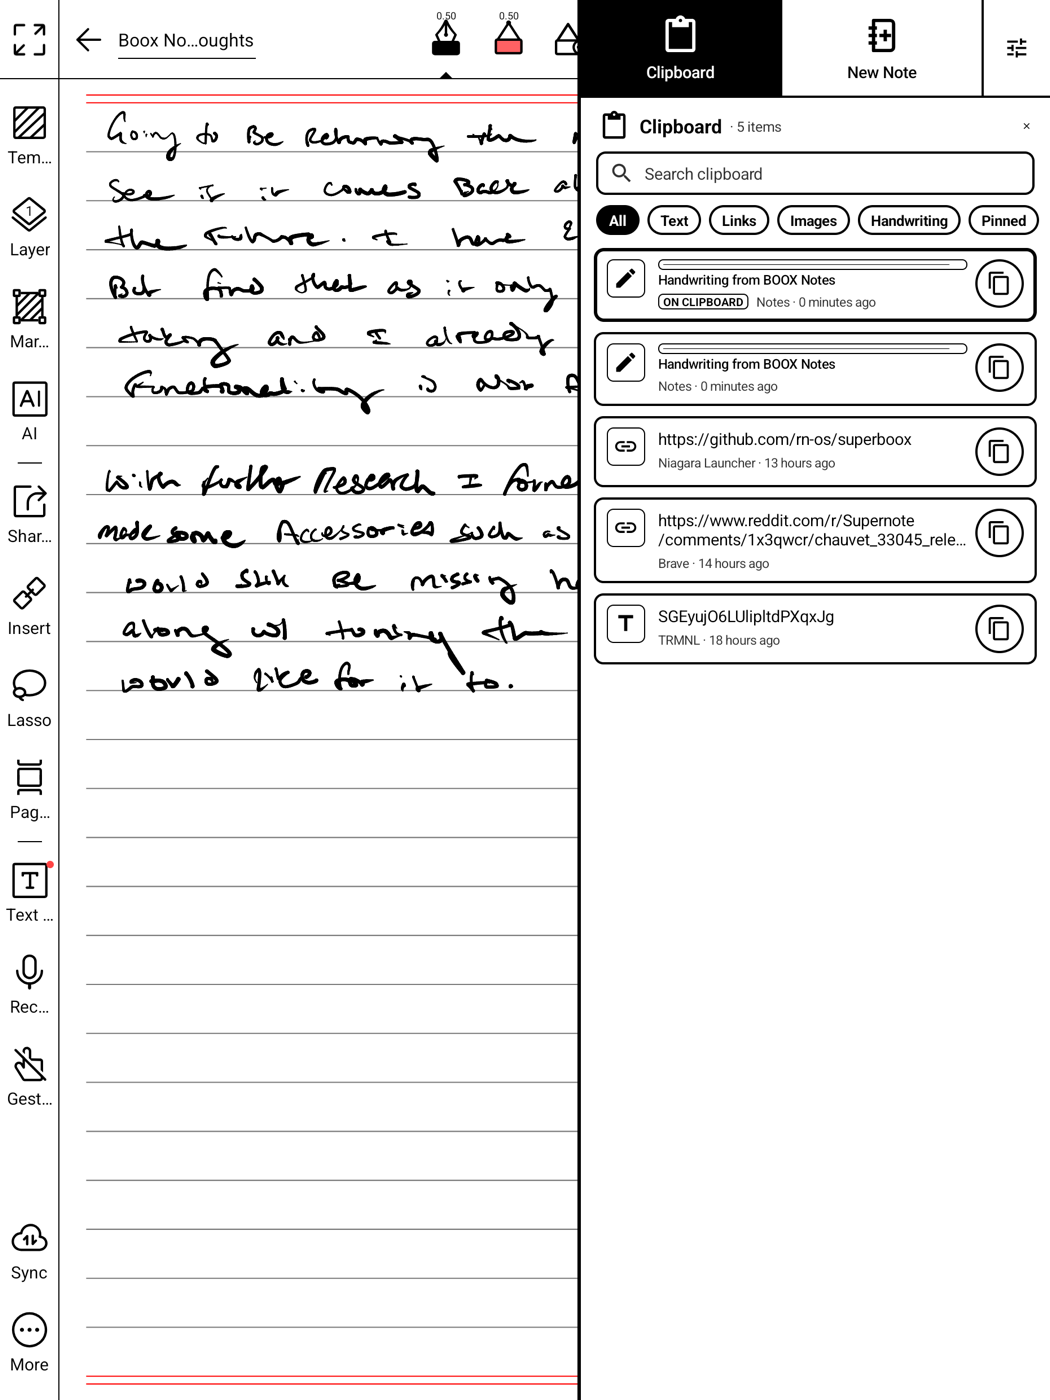 0.50 0.50
Boox No...oughts
Clipboard
New Note
Clipboard · 5 items
×
Search clipboard
All Text Links Images Handwriting Pinned
Handwriting from BOOX Notes
ON CLIPBOARD Notes · 0 minutes ago
Handwriting from BOOX Notes
Notes · 0 minutes ago
https://github.com/rn-os/superboox
Niagara Launcher · 13 hours ago
https://www.reddit.com/r/Supernote
/comments/1x3qwcr/chauvet_33045_rele...
Brave · 14 hours ago
SGEyujO6LUlipltdPXqxJg
TRMNL · 18 hours ago
Tem...
1
Layer
Mar...
AI
AI
Shar...
Insert
Lasso
Pag...
T
Text ...
Rec...
Gest...
Sync
More
Going to Be Returning the
See if it comes Back
the Future. I have
But find that as it only
taking and I already
Functionality is also
With further Research I
made some Accessories such as
would still Be missing
along w/ turning the
would like for it to.